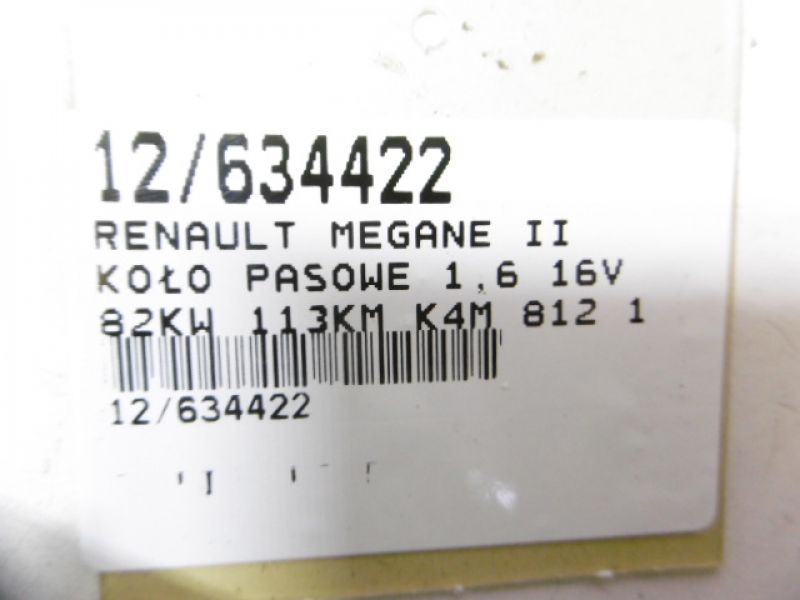 12/634422
RENAULT MEGANE II
KOŁO PASOWE 1,6 16V
82KW 113KM K4M 812 1
12/634422